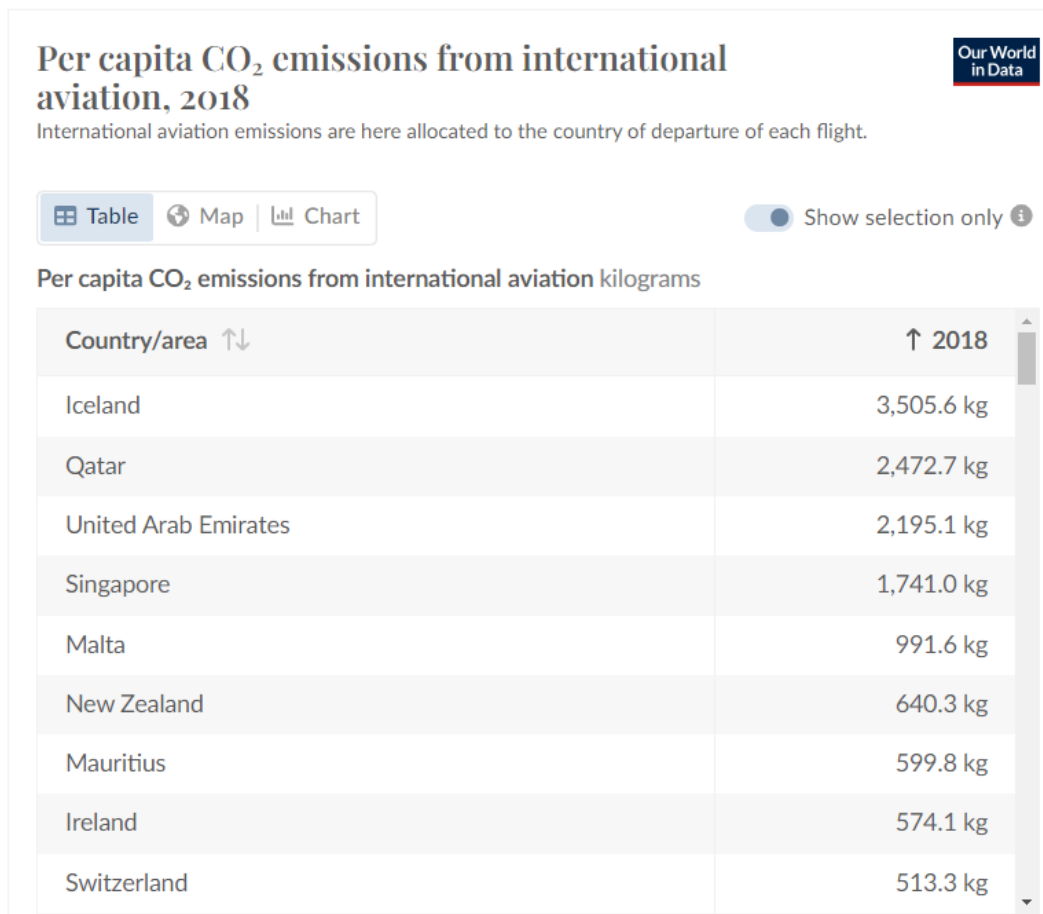 Per capita CO₂ emissions from international
aviation, 2018
Our World
in Data
International aviation emissions are here allocated to the country of departure of each flight.
Table Map Chart
Show selection only
Per capita CO₂ emissions from international aviation kilograms
Country/area ↑↓ ↑ 2018
Iceland 3,505.6 kg
Qatar 2,472.7 kg
United Arab Emirates 2,195.1 kg
Singapore 1,741.0 kg
Malta 991.6 kg
New Zealand 640.3 kg
Mauritius 599.8 kg
Ireland 574.1 kg
Switzerland 513.3 kg